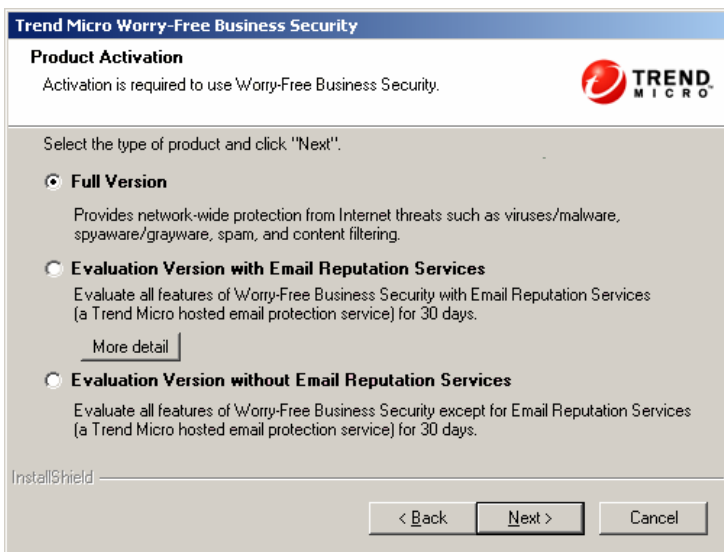 Trend Micro Worry-Free Business Security
Product Activation
Activation is required to use Worry-Free Business Security.
TREND
MICRO
Select the type of product and click "Next".
Full Version
Provides network-wide protection from Internet threats such as viruses/malware,
spyaware/grayware, spam, and content filtering.
Evaluation Version with Email Reputation Services
Evaluate all features of Worry-Free Business Security with Email Reputation Services
(a Trend Micro hosted email protection service) for 30 days.
More detail
Evaluation Version without Email Reputation Services
Evaluate all features of Worry-Free Business Security except for Email Reputation Services
(a Trend Micro hosted email protection service) for 30 days.
InstallShield
< Back
Next >
Cancel